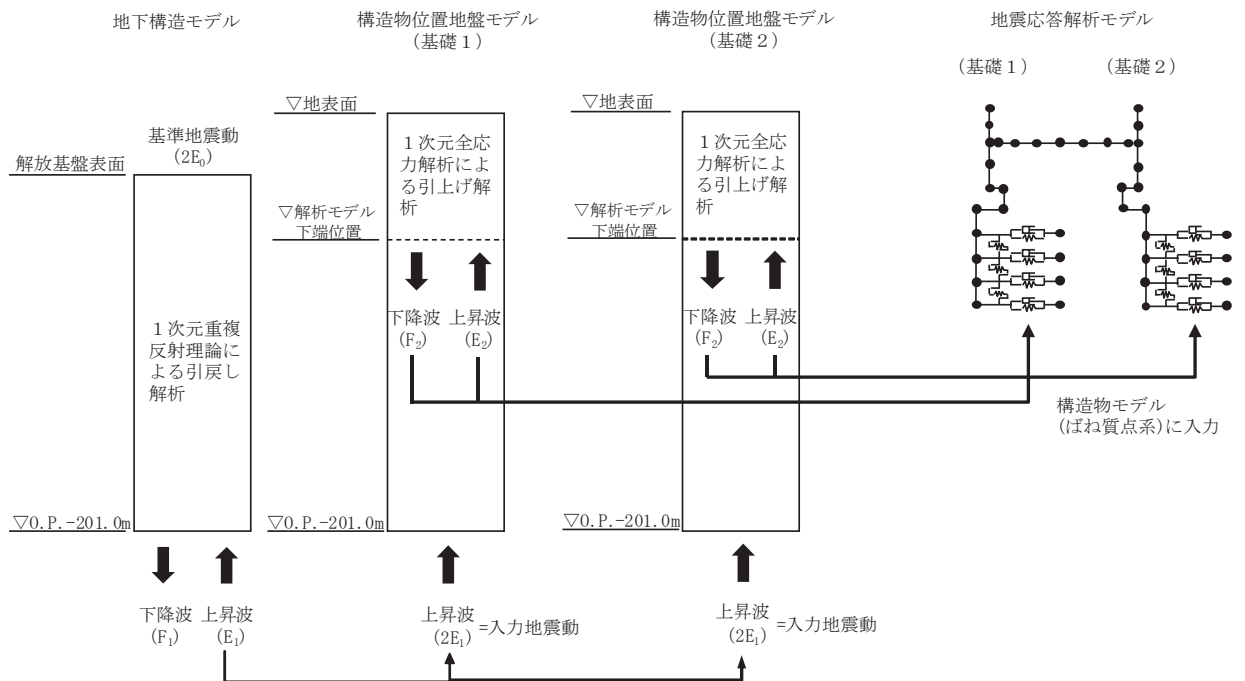 地下構造モデル
構造物位置地盤モデル
(基礎1)
構造物位置地盤モデル
(基礎2)
地震応答解析モデル
(基礎1)
(基礎2)
基準地震動
(2E₀)
解放基盤表面
1次元重複
反射理論に
よる引戻し
解析
▽O.P.-201.0m
下降波
(F₁)
上昇波
(E₁)
▽地表面
1次元全応
力解析によ
る引上げ解
析
▽解析モデル
下端位置
下降波
(F₂)
上昇波
(E₂)
▽O.P.-201.0m
上昇波
(2E₁)
=入力地震動
▽地表面
1次元全応
力解析によ
る引上げ解
析
▽解析モデル
下端位置
下降波
(F₂)
上昇波
(E₂)
▽O.P.-201.0m
上昇波
(2E₁)
=入力地震動
構造物モデル
(ばね質点系)に入力